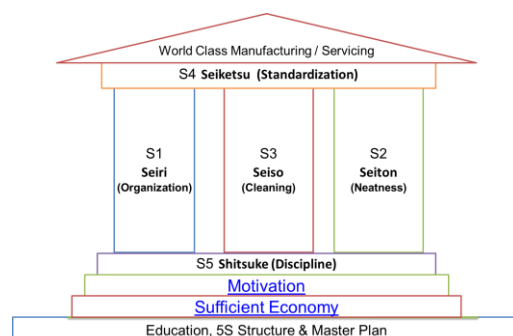 World Class Manufacturing / Servicing
S4 Seiketsu (Standardization)
S1
Seiri
(Organization)
S3
Seiso
(Cleaning)
S2
Seiton
(Neatness)
S5 Shitsuke (Discipline)
Motivation
Sufficient Economy
Education, 5S Structure & Master Plan